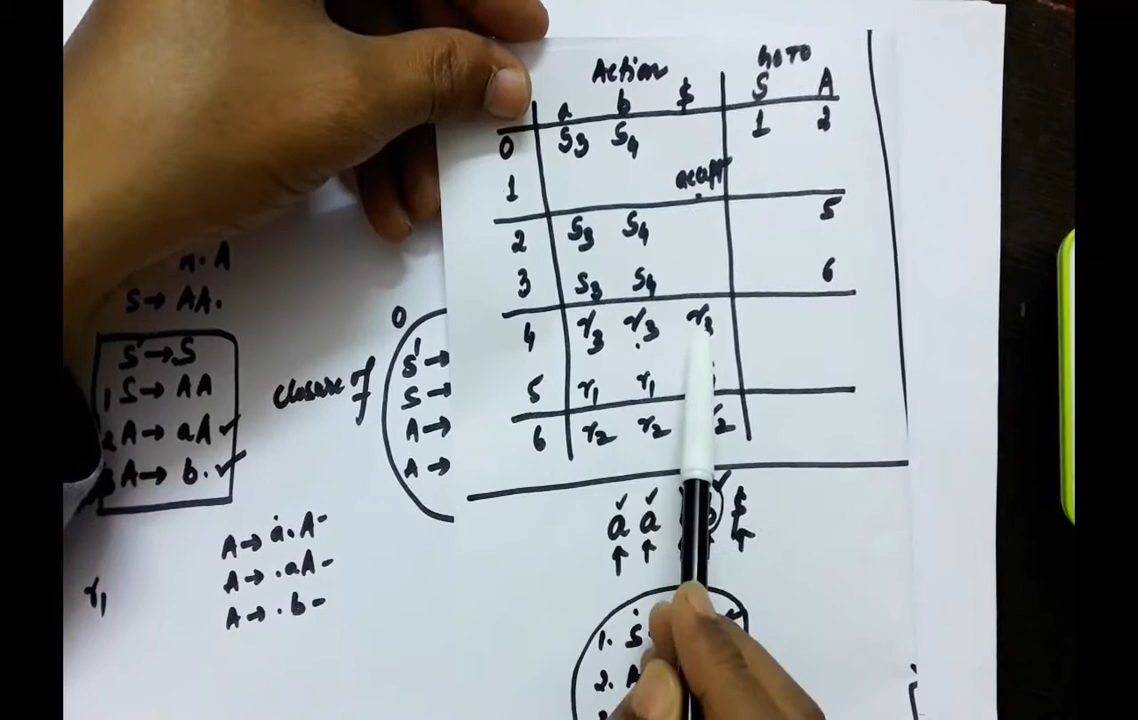 Action GOTO
a b $ S A
0 S3 S4 1 2
1 accept
2 S3 S4 5
3 S3 S4 6
4 r3 r3 r3
5 r1 r1
6 r2 r2 r2
a a $
1. S
2. A
A.A
S→ AA.
S'→S
1 S→ AA
2 A→ aA ✓
3 A→ b. ✓
closure of
0
S'→
S→
A→
A→
A→ a.A-
A→ .aA-
A→ .b-
r1